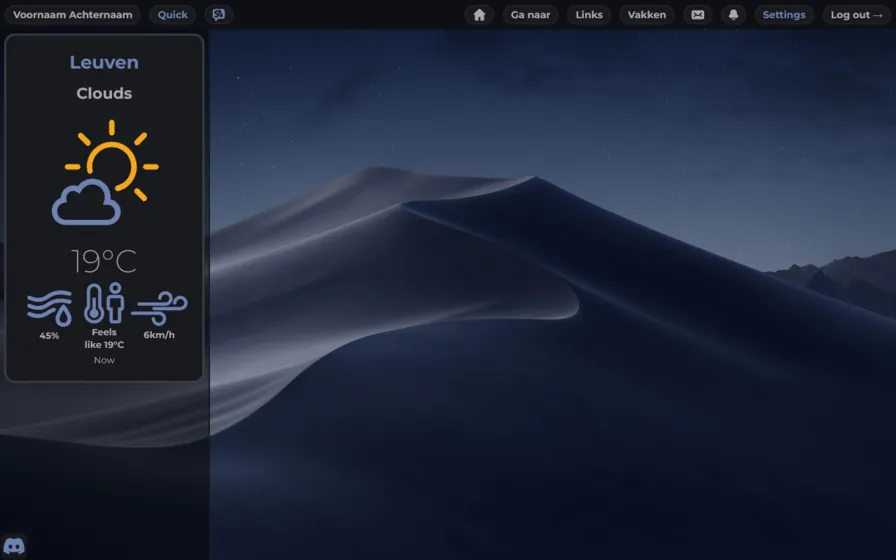 Voornaam Achternaam
Quick
Ga naar
Links
Vakken
Settings
Log out →
Leuven
Clouds
19°C
45%
Feels
like 19°C
6km/h
Now